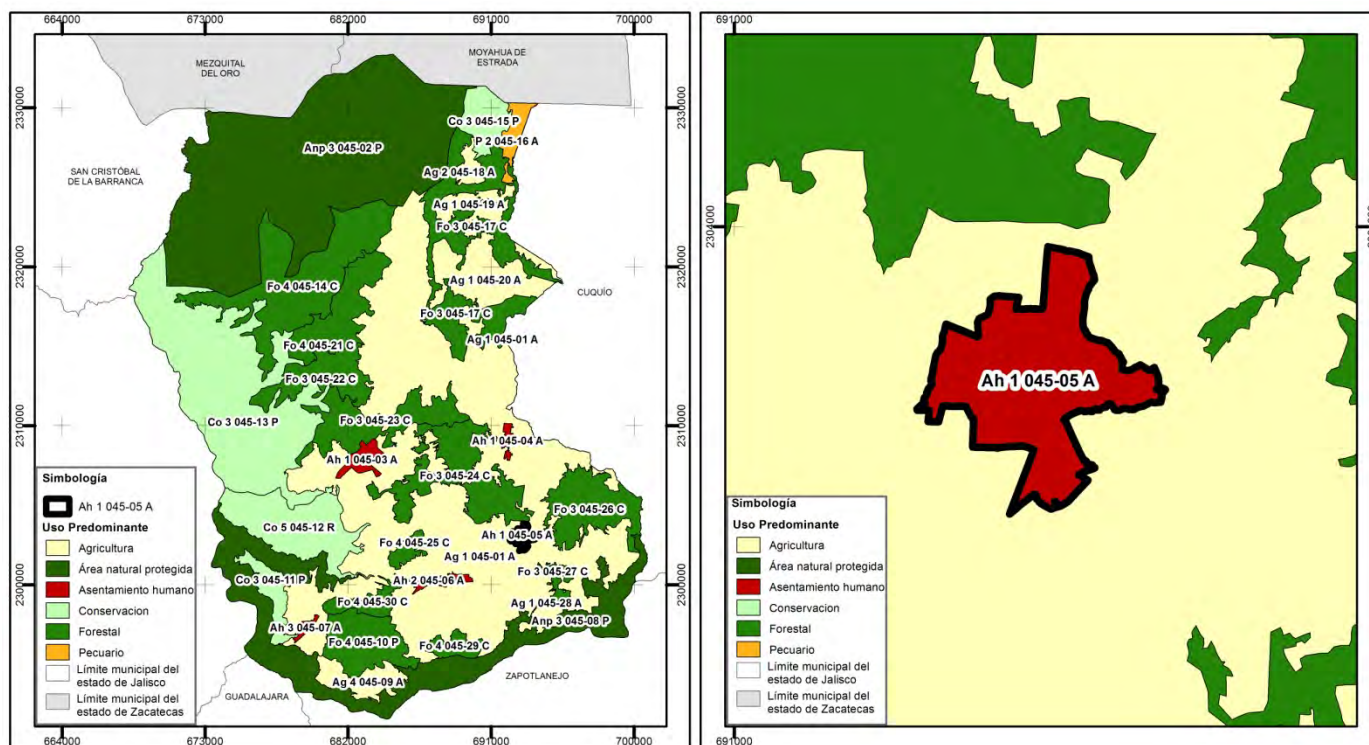 664000
673000
682000
691000
700000
MEZQUITAL
DEL ORO
MOYAHUA DE
ESTRADA
2330000
2330000
Co 3 045-15 P
P 2 045-16 A
Anp 3 045-02 P
SAN CRISTÓBAL
DE LA BARRANCA
Ag 2 045-18 A
Ag 1 045-19 A
Fo 3 045-17 C
2320000
2320000
Ag 1 045-20 A
Fo 4 045-14 C
CUQUÍO
Fo 3 045-17 C
Ag 1 045-01 A
Fo 4 045-21 C
Fo 3 045-22 C
Co 3 045-13 P
Fo 3 045-23 C
2310000
2310000
Ah 1 045-04 A
Ah 1 045-03 A
Fo 3 045-24 C
Fo 3 045-26 C
Co 5 045-12 R
Ah 1 045-05 A
Fo 4 045-25 C
Ag 1 045-01 A
Fo 3 045-27 C
Co 3 045-11 P
Ah 2 045-06 A
2300000
2300000
Fo 4 045-30 C
Ag 1 045-28 A
Anp 3 045-08 P
Ah 3 045-07 A
Fo 4 045-10 P
Fo 4 045-29 C
Ag 4 045-09 A
ZAPOTLANEJO
GUADALAJARA
Simbología
Ah 1 045-05 A
Uso Predominante
Agricultura
Área natural protegida
Asentamiento humano
Conservacion
Forestal
Pecuario
Límite municipal del
estado de Jalisco
Límite municipal del
estado de Zacatecas
664000
673000
682000
691000
700000
691000
2304000
Ah 1 045-05 A
Simbología
Ah 1 045-05 A
Uso Predominante
Agricultura
Área natural protegida
Asentamiento humano
Conservacion
Forestal
Pecuario
Límite municipal del
estado de Jalisco
Límite municipal del
estado de Zacatecas
691000